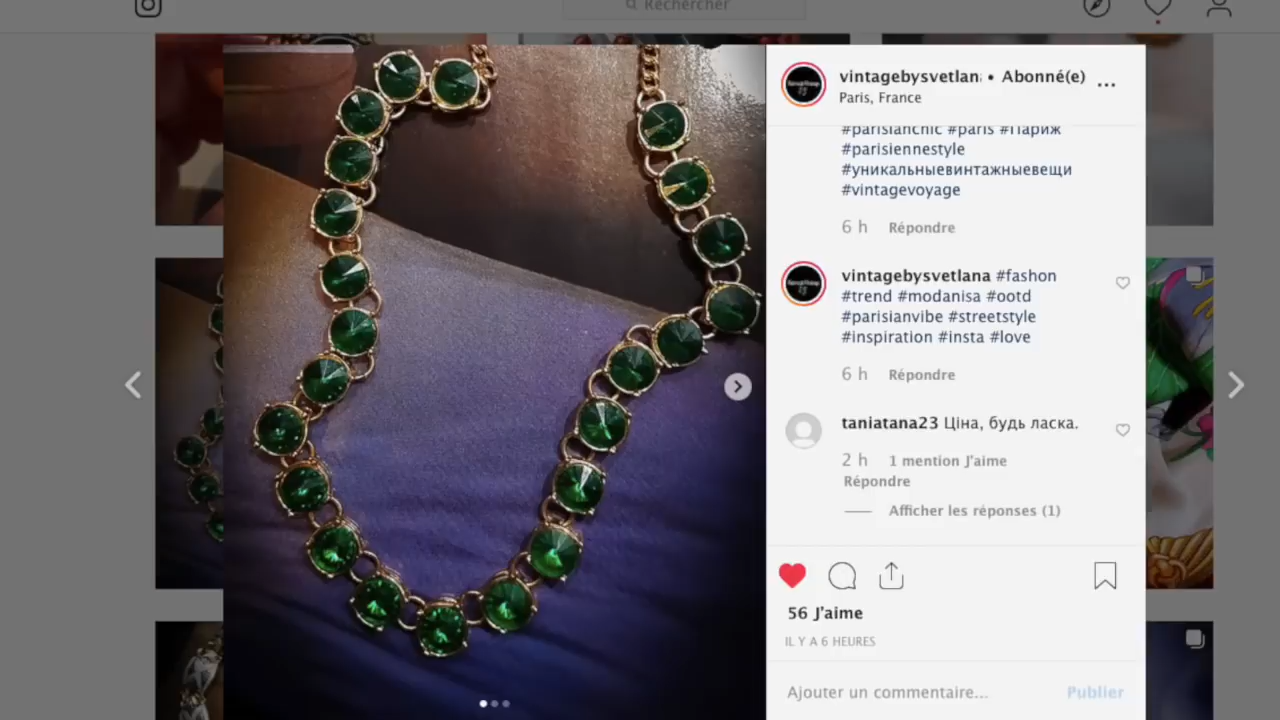 Rechercher
vintagebysvetlan • Abonné(e)
Paris, France
#parisianchic #paris #Париж
#parisiennestyle
#уникальныевинтажныевещи
#vintagevoyage
6 h Répondre
vintagebysvetlana #fashon
#trend #modanisa #ootd
#parisianvibe #streetstyle
#inspiration #insta #love
6 h Répondre
taniatana23 Ціна, будь ласка.
2 h 1 mention J'aime
Répondre
Afficher les réponses (1)
56 J'aime
IL Y A 6 HEURES
Ajouter un commentaire... Publier